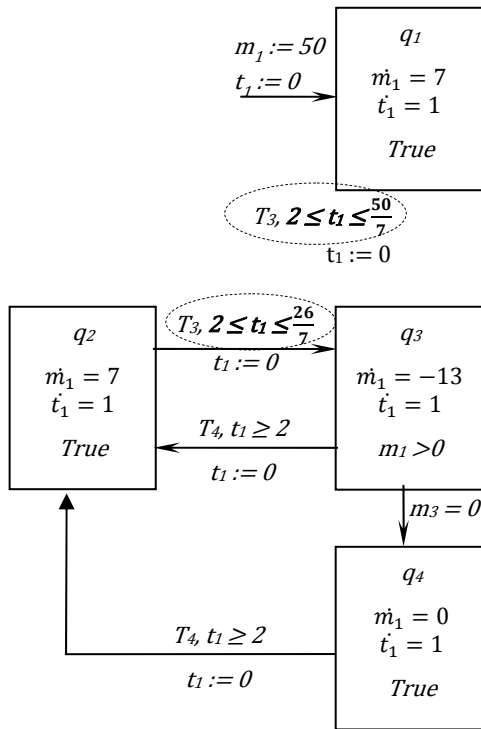 m₁ := 50
t₁ := 0
q₁
ṁ₁ = 7
ṫ₁ = 1
True
T₃, 2 ≤ t₁ ≤ 50/7
t₁ := 0
q₂
ṁ₁ = 7
ṫ₁ = 1
True
T₃, 2 ≤ t₁ ≤ 26/7
t₁ := 0
T₄, t₁ ≥ 2
t₁ := 0
q₃
ṁ₁ = −13
ṫ₁ = 1
m₁ >0
m₃ = 0
q₄
ṁ₁ = 0
ṫ₁ = 1
True
T₄, t₁ ≥ 2
t₁ := 0